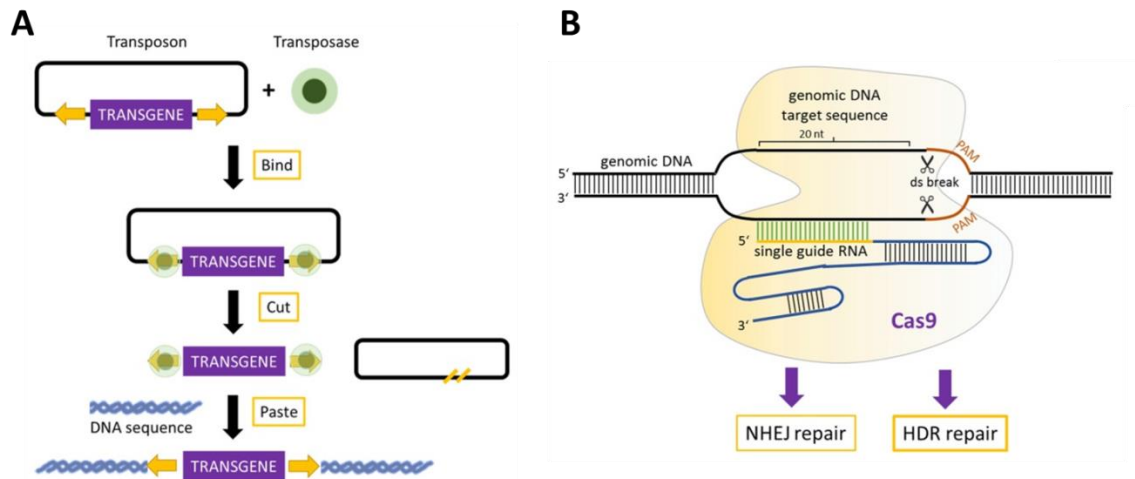 A
Transposon
Transposase
TRANSGENE
+
Bind
TRANSGENE
Cut
TRANSGENE
DNA sequence
Paste
TRANSGENE
B
genomic DNA
target sequence
20 nt
PAM
genomic DNA
5‘
3‘
ds break
PAM
5‘
single guide RNA
3‘
Cas9
NHEJ repair
HDR repair